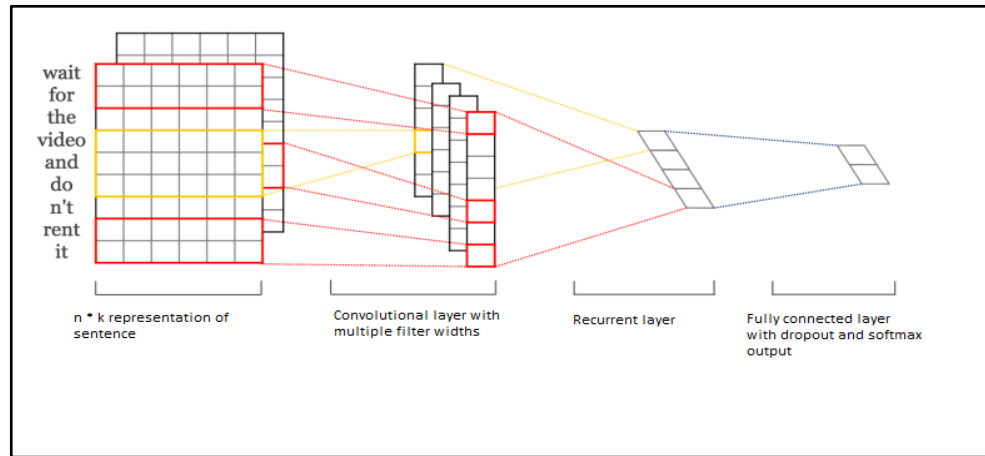 wait
for
the
video
and
do
n't
rent
it
n * k representation of
sentence
Convolutional layer with
multiple filter widths
Recurrent layer
Fully connected layer
with dropout and softmax
output